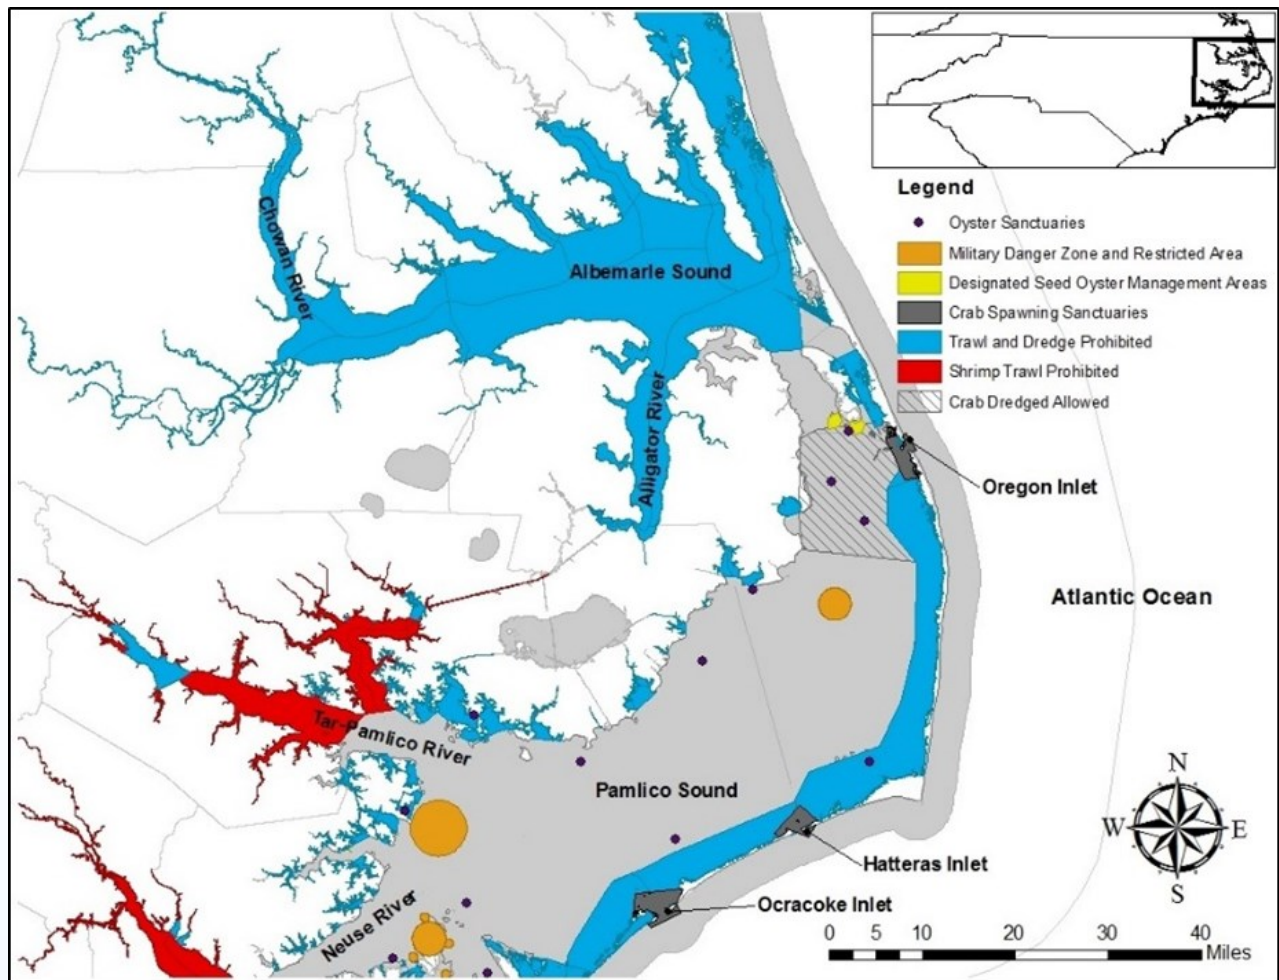 Legend
Oyster Sanctuaries
Military Danger Zone and Restricted Area
Designated Seed Oyster Management Areas
Crab Spawning Sanctuaries
Trawl and Dredge Prohibited
Shrimp Trawl Prohibited
Crab Dredged Allowed
Chowan River
Albemarle Sound
Alligator River
Oregon Inlet
Atlantic Ocean
Tar-Pamlico River
Pamlico Sound
Hatteras Inlet
Ocracoke Inlet
Neuse River
N
W E
S
0 5 10 20 30 40
Miles